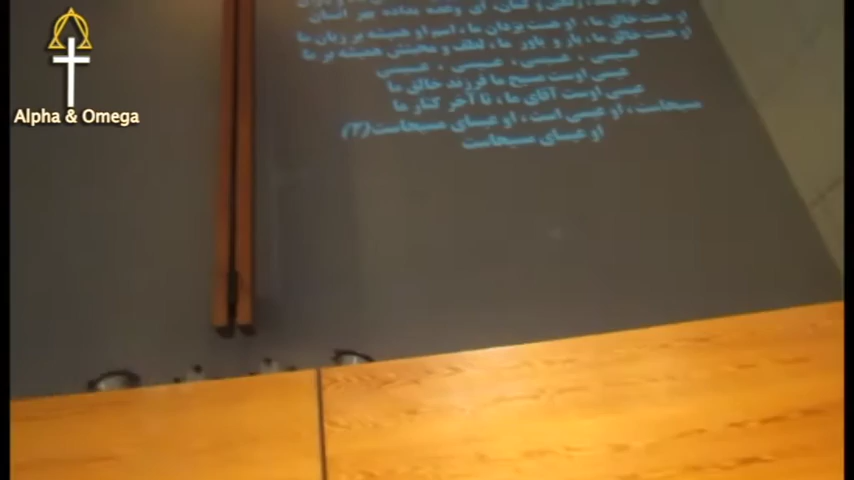 او هست خالق ما، او هست یزدان ما، اسم او همیشه بر زبان ما
او هست خالق ما، یار و یاور ما، لطف و محبتش همیشه بر ما
عیسی، عیسی، عیسی، عیسی
عیسی اوست مسیح ما فرزند خالق ما
عیسی اوست آقای ما، تا آخر کنار ما
مسیحاست، او عیسی است، او عیسای مسیحاست(۲)
او عیسای مسیحاست
Alpha & Omega